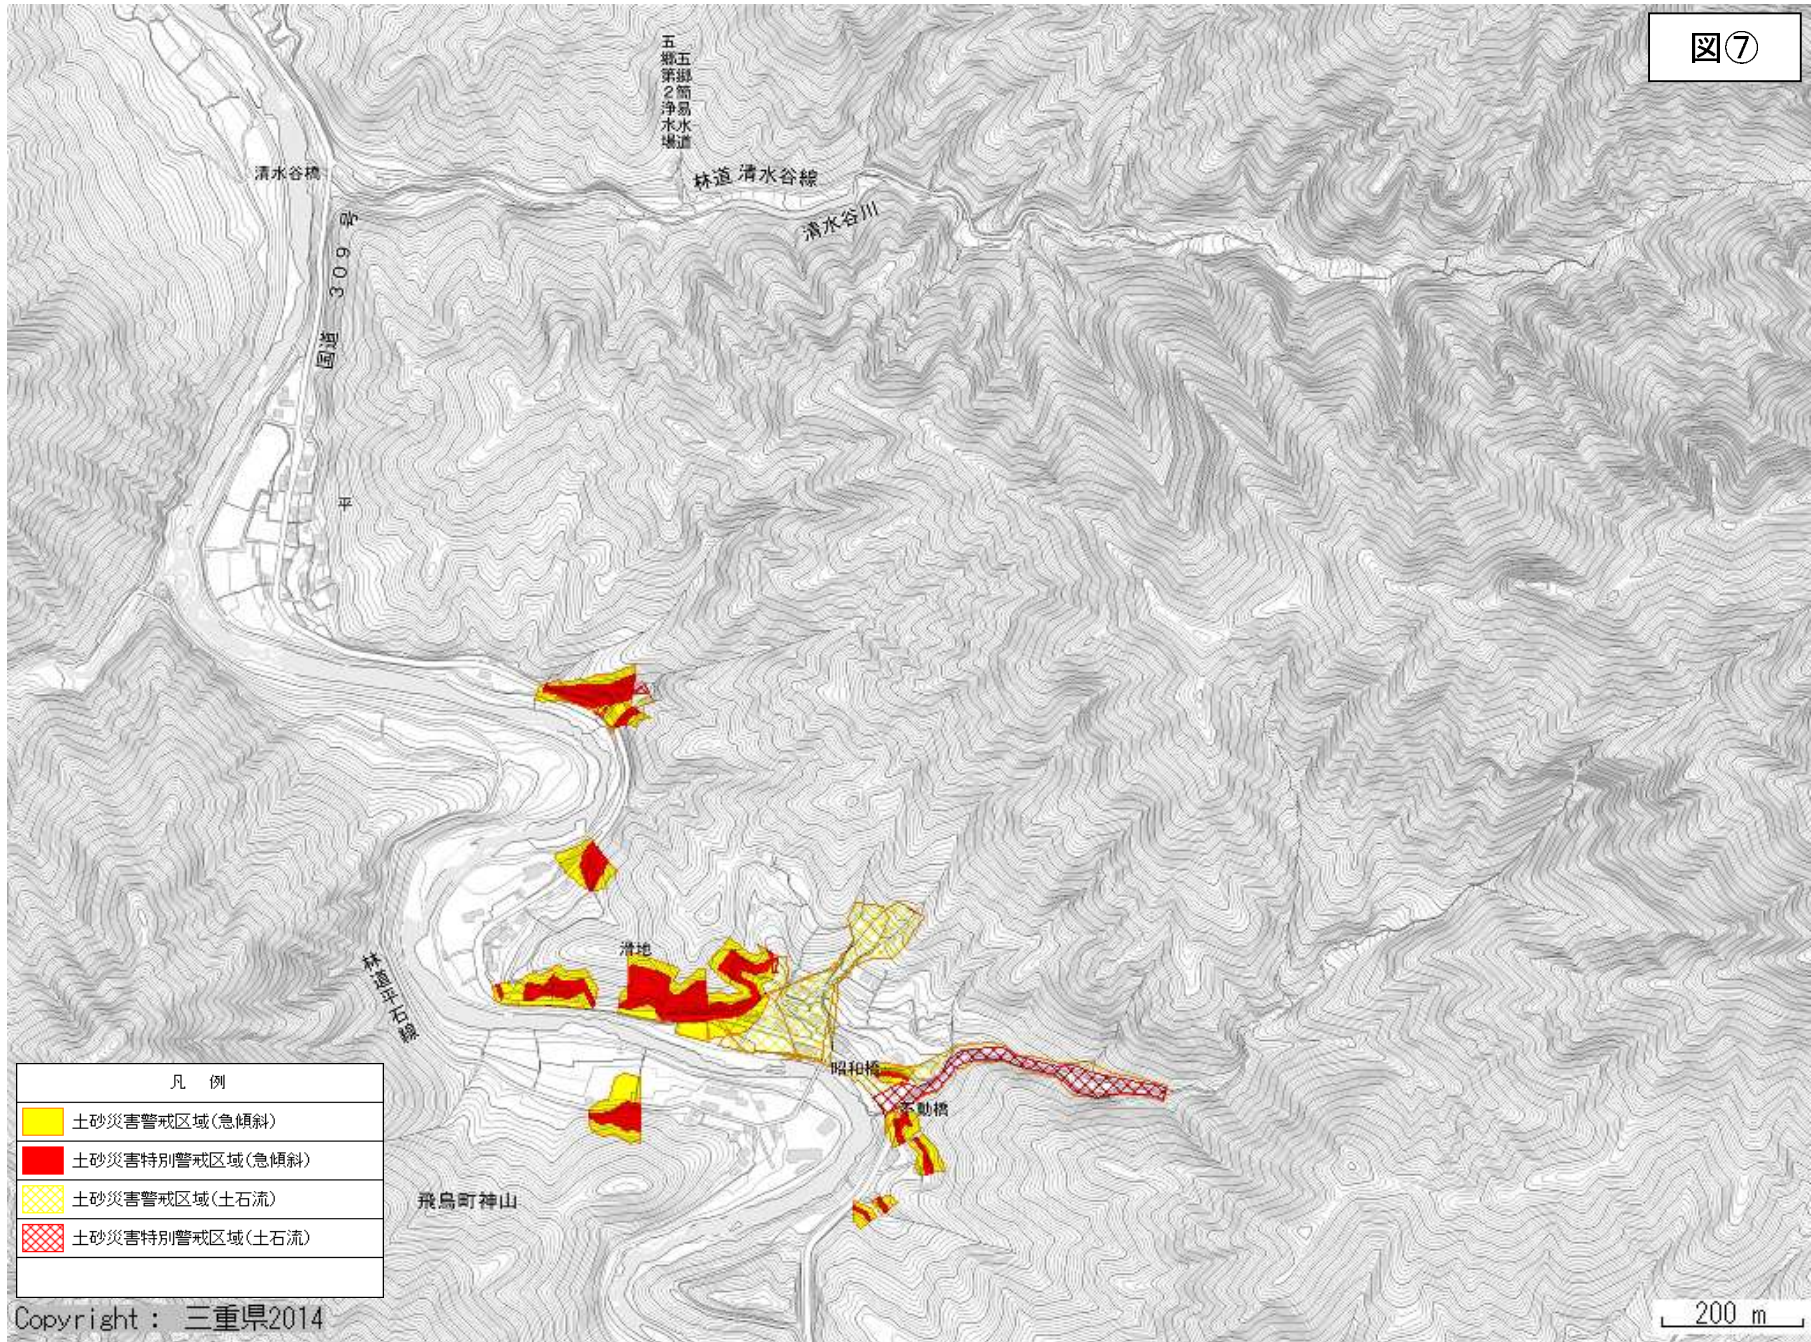 図⑦
五郷簡易水道
五郷第2浄水場
清水谷橋
林道 清水谷線
清水谷川
国道 309 号
平
滑地
林道平石線
昭和橋
不動橋
飛鳥町神山
凡 例
土砂災害警戒区域(急傾斜)
土砂災害特別警戒区域(急傾斜)
土砂災害警戒区域(土石流)
土砂災害特別警戒区域(土石流)
Copyright : 三重県2014
200 m